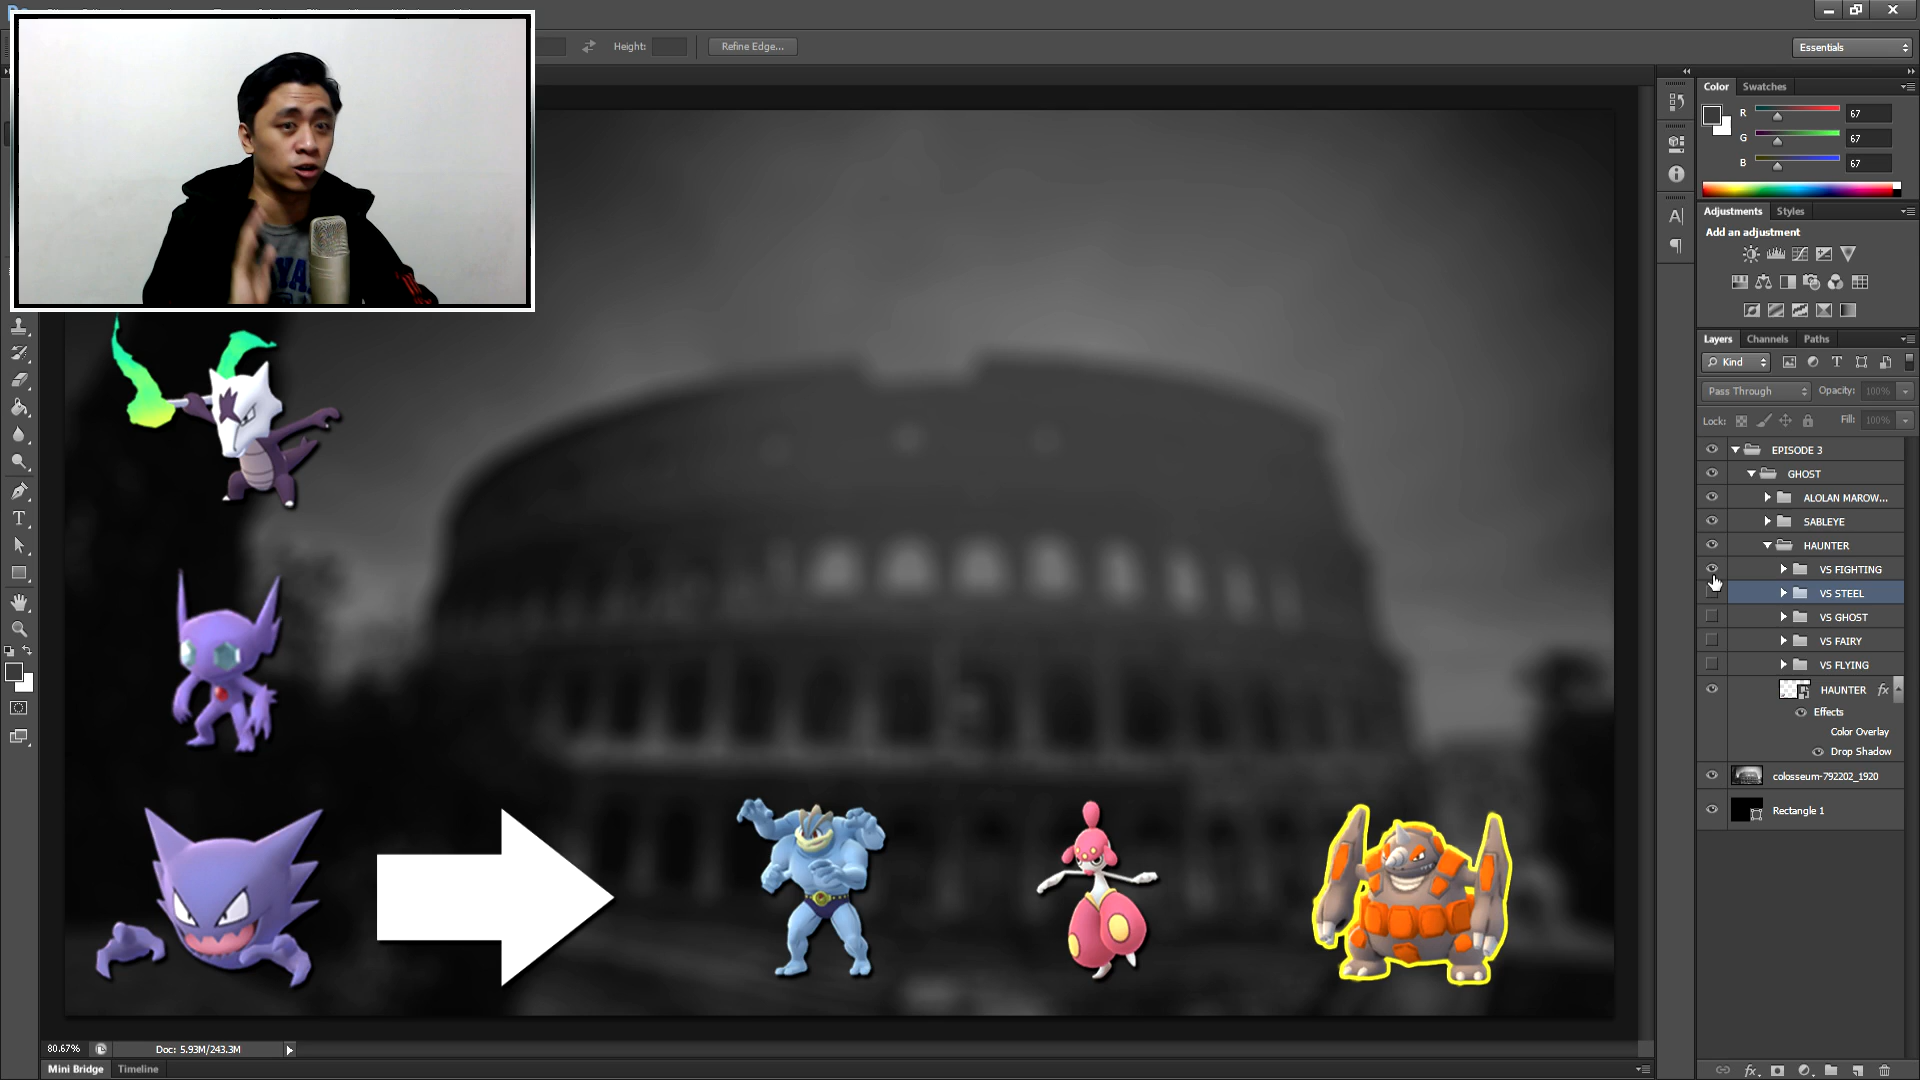 Height:
Refine Edge...
Essentials
Color
Swatches
R
67
G
67
B
67
Adjustments
Styles
Add an adjustment
Layers
Channels
Paths
Kind
Pass Through
Opacity:
100%
Lock:
Fill:
100%
EPISODE 3
GHOST
ALOLAN MAROW...
SABLEYE
HAUNTER
VS FIGHTING
VS STEEL
VS GHOST
VS FAIRY
VS FLYING
HAUNTER
fx
Effects
Color Overlay
Drop Shadow
colosseum-792202_1920
Rectangle 1
80.67%
Doc: 5.93M/243.3M
Mini Bridge
Timeline